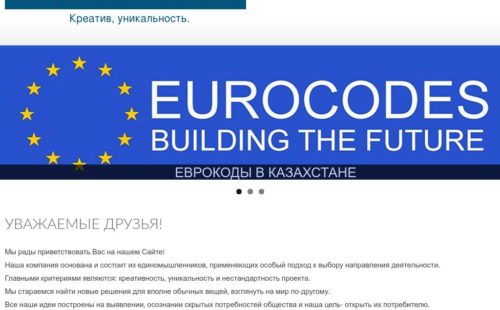 Креатив, уникальность.
EUROCODES
BUILDING THE FUTURE
ЕВРОКОДЫ В КАЗАХСТАНЕ
УВАЖАЕМЫЕ ДРУЗЬЯ!
Мы рады приветствовать Вас на нашем Сайте!
Наша компания основана и состоит из единомышленников, применяющих особый подход к выбору направления деятельности.
Главными критериями являются: креативность, уникальность и нестандартность проекта.
Мы стараемся найти новые решения для вполне обычных вещей, взглянуть на мир по-другому.
Все наши идеи построены на выявлении, осознании скрытых потребностей общества и наша цель- открыть их потребителю.